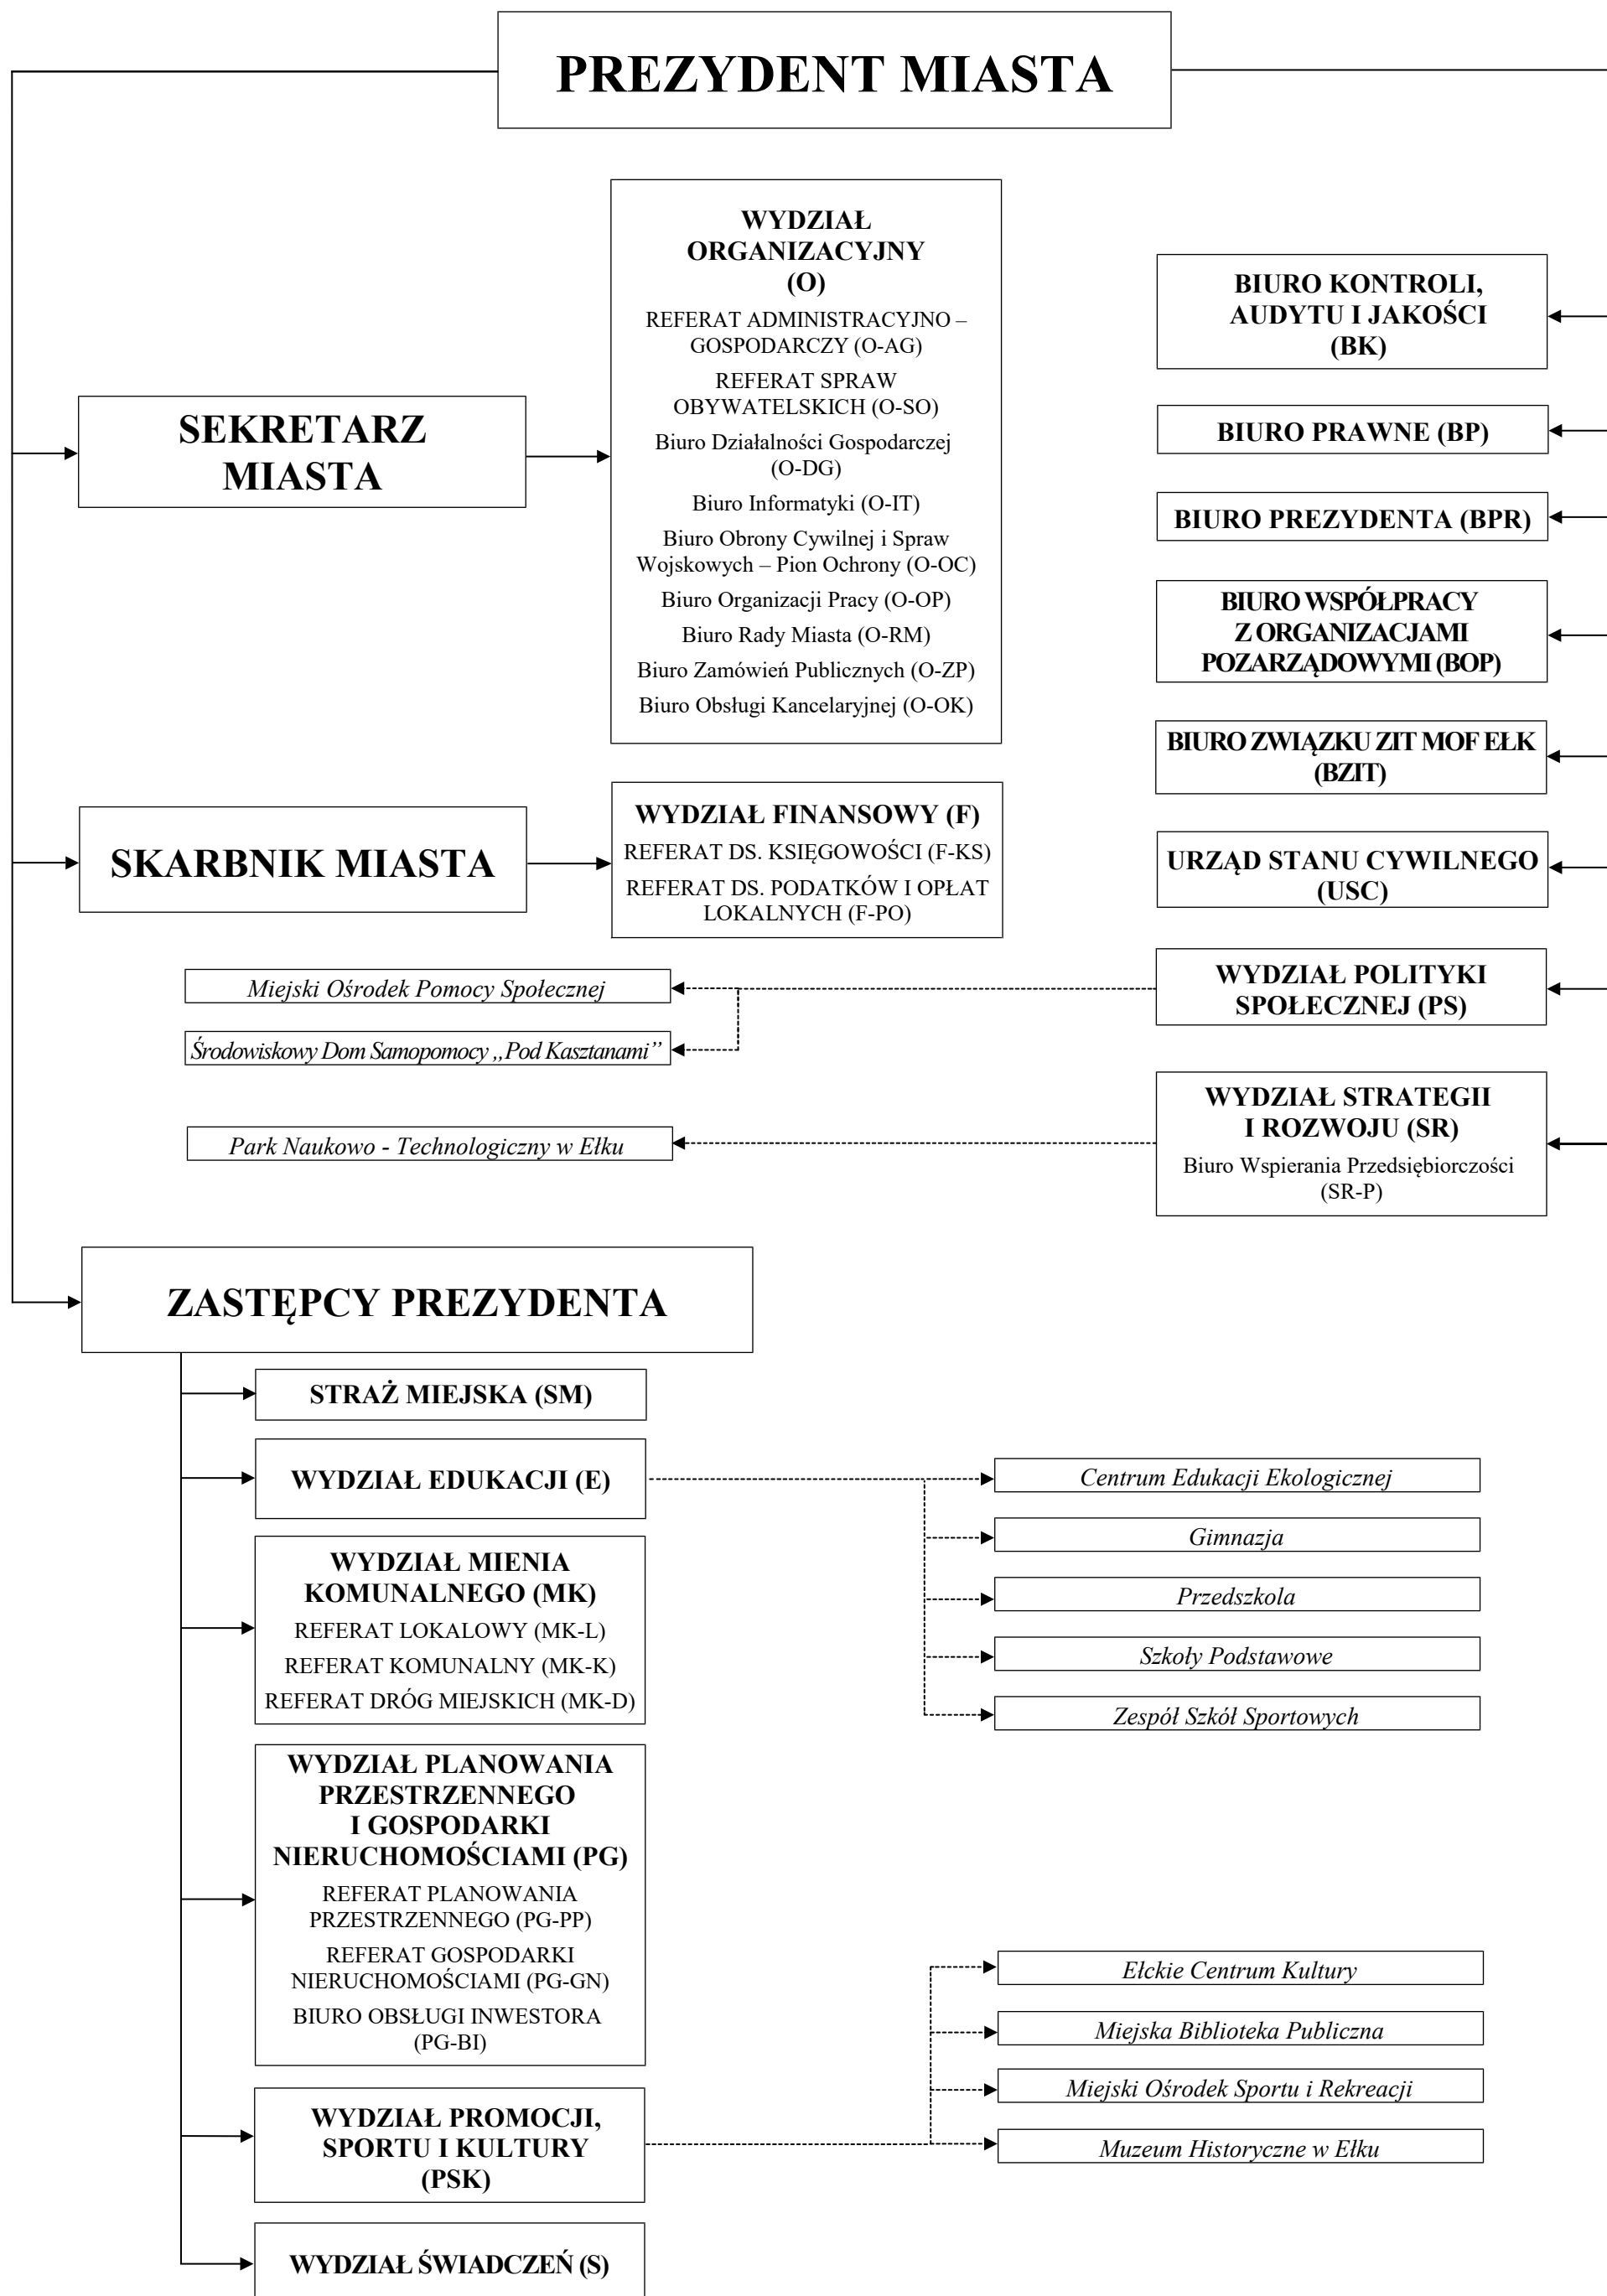 PREZYDENT MIASTA
WYDZIAŁ
ORGANIZACYJNY
(O)
REFERAT ADMINISTRACYJNO –
GOSPODARCZY (O-AG)
REFERAT SPRAW
OBYWATELSKICH (O-SO)
Biuro Działalności Gospodarczej
(O-DG)
Biuro Informatyki (O-IT)
Biuro Obrony Cywilnej i Spraw
Wojskowych – Pion Ochrony (O-OC)
Biuro Organizacji Pracy (O-OP)
Biuro Rady Miasta (O-RM)
Biuro Zamówień Publicznych (O-ZP)
Biuro Obsługi Kancelaryjnej (O-OK)
SEKRETARZ
MIASTA
BIURO KONTROLI,
AUDYTU I JAKOŚCI
(BK)
BIURO PRAWNE (BP)
BIURO PREZYDENTA (BPR)
BIURO WSPÓŁPRACY
Z ORGANIZACJAMI
POZARZĄDOWYMI (BOP)
BIURO ZWIĄZKU ZIT MOF EŁK
(BZIT)
SKARBNIK MIASTA
WYDZIAŁ FINANSOWY (F)
REFERAT DS. KSIĘGOWOŚCI (F-KS)
REFERAT DS. PODATKÓW I OPŁAT
LOKALNYCH (F-PO)
URZĄD STANU CYWILNEGO
(USC)
WYDZIAŁ POLITYKI
SPOŁECZNEJ (PS)
Miejski Ośrodek Pomocy Społecznej
Środowiskowy Dom Samopomocy „Pod Kasztanami”
WYDZIAŁ STRATEGII
I ROZWOJU (SR)
Biuro Wspierania Przedsiębiorczości
(SR-P)
Park Naukowo - Technologiczny w Ełku
ZASTĘPCY PREZYDENTA
STRAŻ MIEJSKA (SM)
WYDZIAŁ EDUKACJI (E)
Centrum Edukacji Ekologicznej
Gimnazja
Przedszkola
Szkoły Podstawowe
Zespół Szkół Sportowych
WYDZIAŁ MIENIA
KOMUNALNEGO (MK)
REFERAT LOKALOWY (MK-L)
REFERAT KOMUNALNY (MK-K)
REFERAT DRÓG MIEJSKICH (MK-D)
WYDZIAŁ PLANOWANIA
PRZESTRZENNEGO
I GOSPODARKI
NIERUCHOMOŚCIAMI (PG)
REFERAT PLANOWANIA
PRZESTRZENNEGO (PG-PP)
REFERAT GOSPODARKI
NIERUCHOMOŚCIAMI (PG-GN)
BIURO OBSŁUGI INWESTORA
(PG-BI)
WYDZIAŁ PROMOCJI,
SPORTU I KULTURY
(PSK)
Ełckie Centrum Kultury
Miejska Biblioteka Publiczna
Miejski Ośrodek Sportu i Rekreacji
Muzeum Historyczne w Ełku
WYDZIAŁ ŚWIADCZEŃ (S)